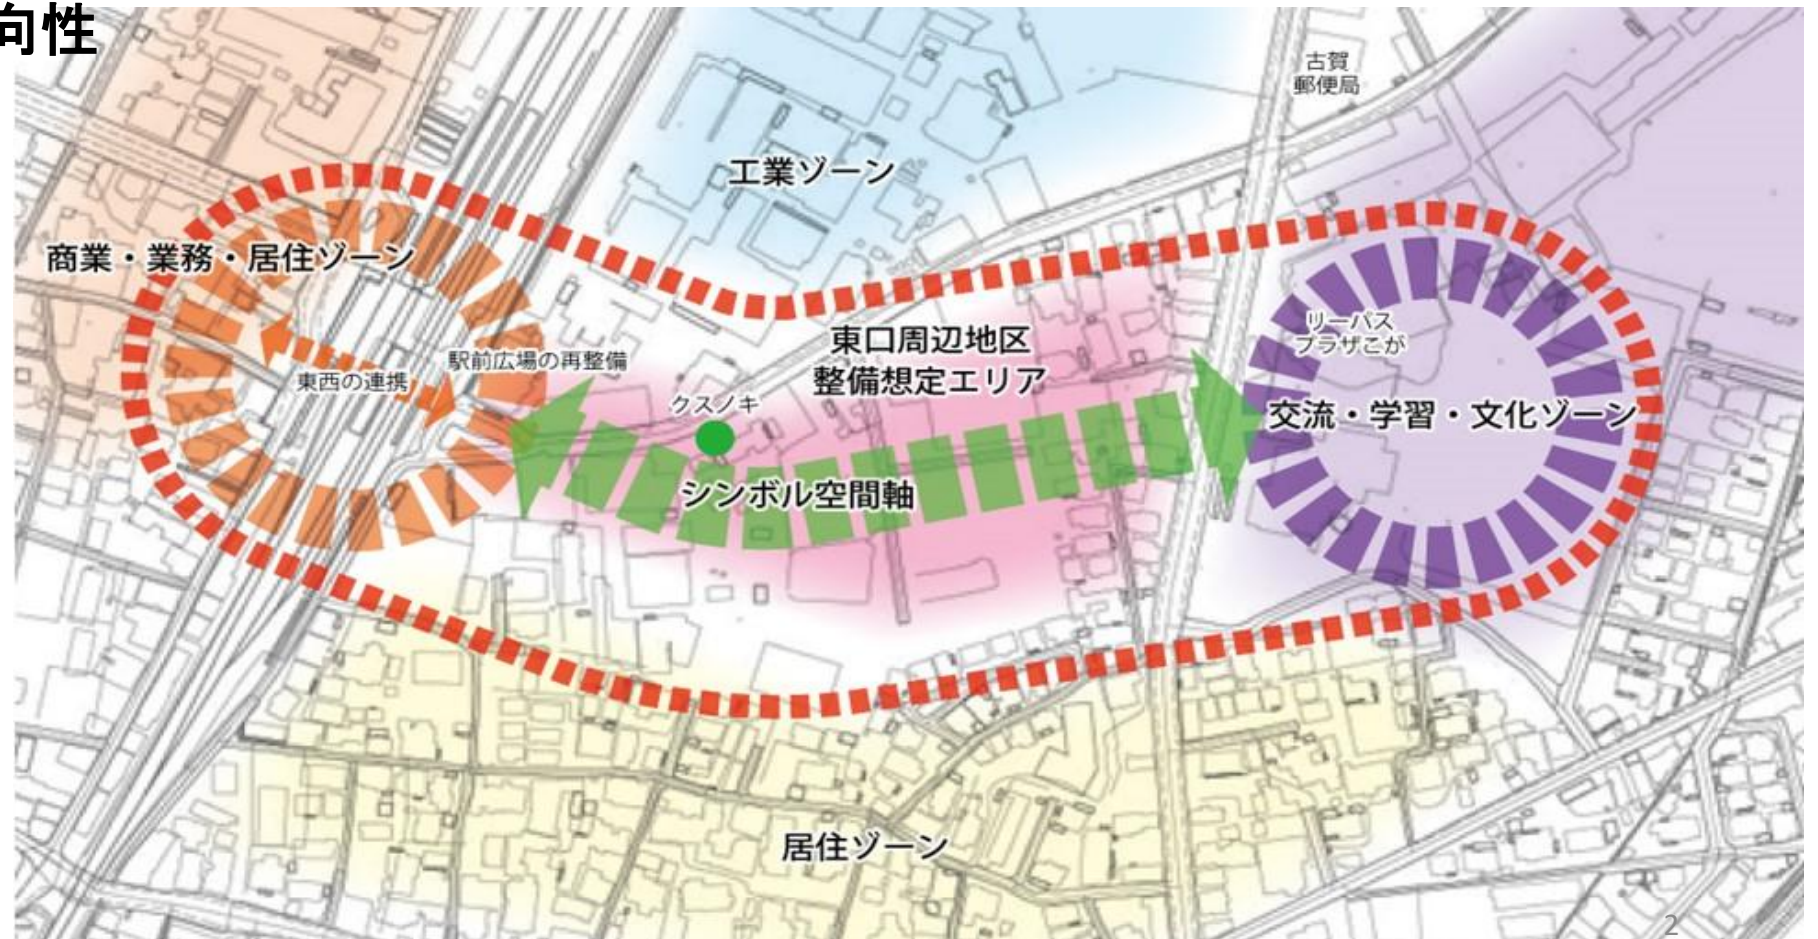 向性
古賀
郵便局
工業ゾーン
商業・業務・居住ゾーン
リーパス
プラザこが
東口周辺地区
整備想定エリア
駅前広場の再整備
東西の連携
クスノキ
交流・学習・文化ゾーン
シンボル空間軸
居住ゾーン
2